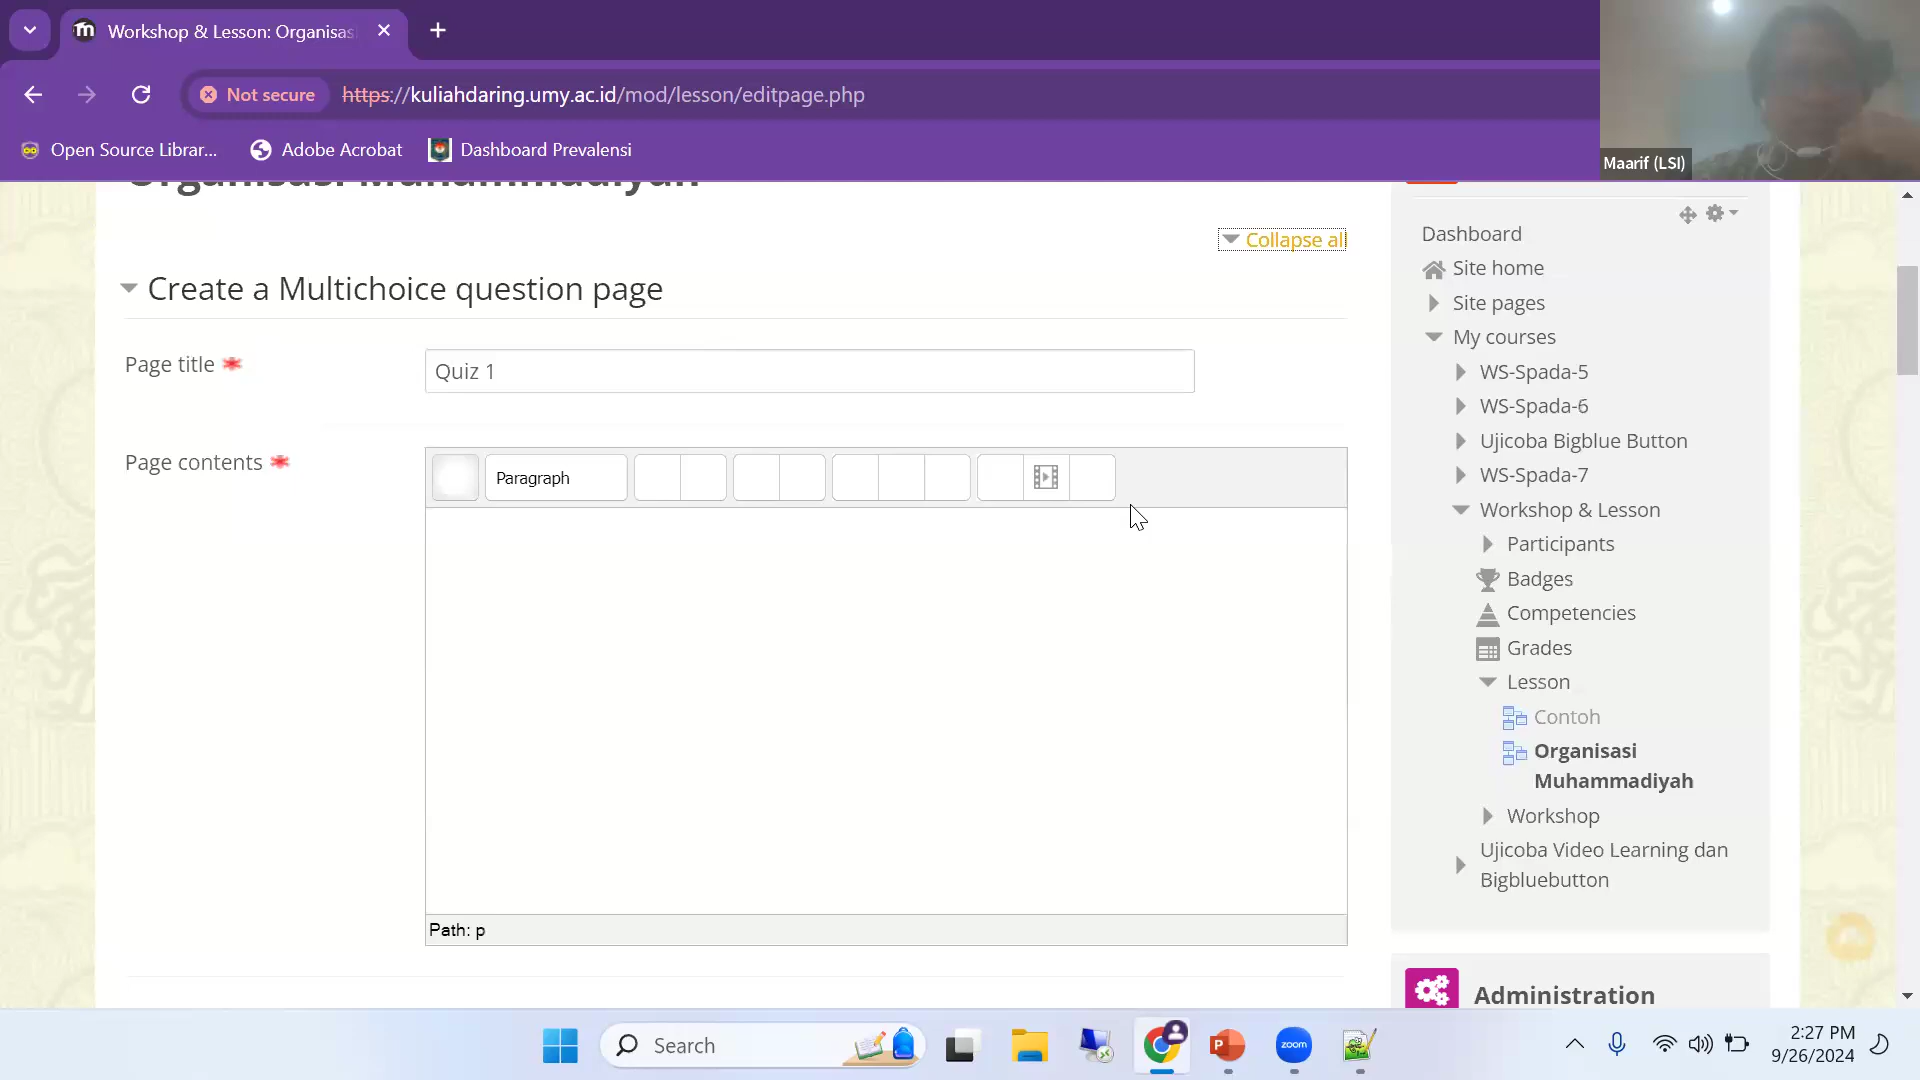 Workshop & Lesson: Organisas
Not secure
https://kuliahdaring.umy.ac.id/mod/lesson/editpage.php
Open Source Librar...
Adobe Acrobat
Dashboard Prevalensi
Maarif (LSI)
Organisasi Muhammadiyah
Collapse all
Create a Multichoice question page
Page title
Quiz 1
Page contents
Paragraph
Path: p
Dashboard
Site home
Site pages
My courses
WS-Spada-5
WS-Spada-6
Ujicoba Bigblue Button
WS-Spada-7
Workshop & Lesson
Participants
Badges
Competencies
Grades
Lesson
Contoh
Organisasi
Muhammadiyah
Workshop
Ujicoba Video Learning dan
Bigbluebutton
Administration
Search
zoom
2:27 PM
9/26/2024